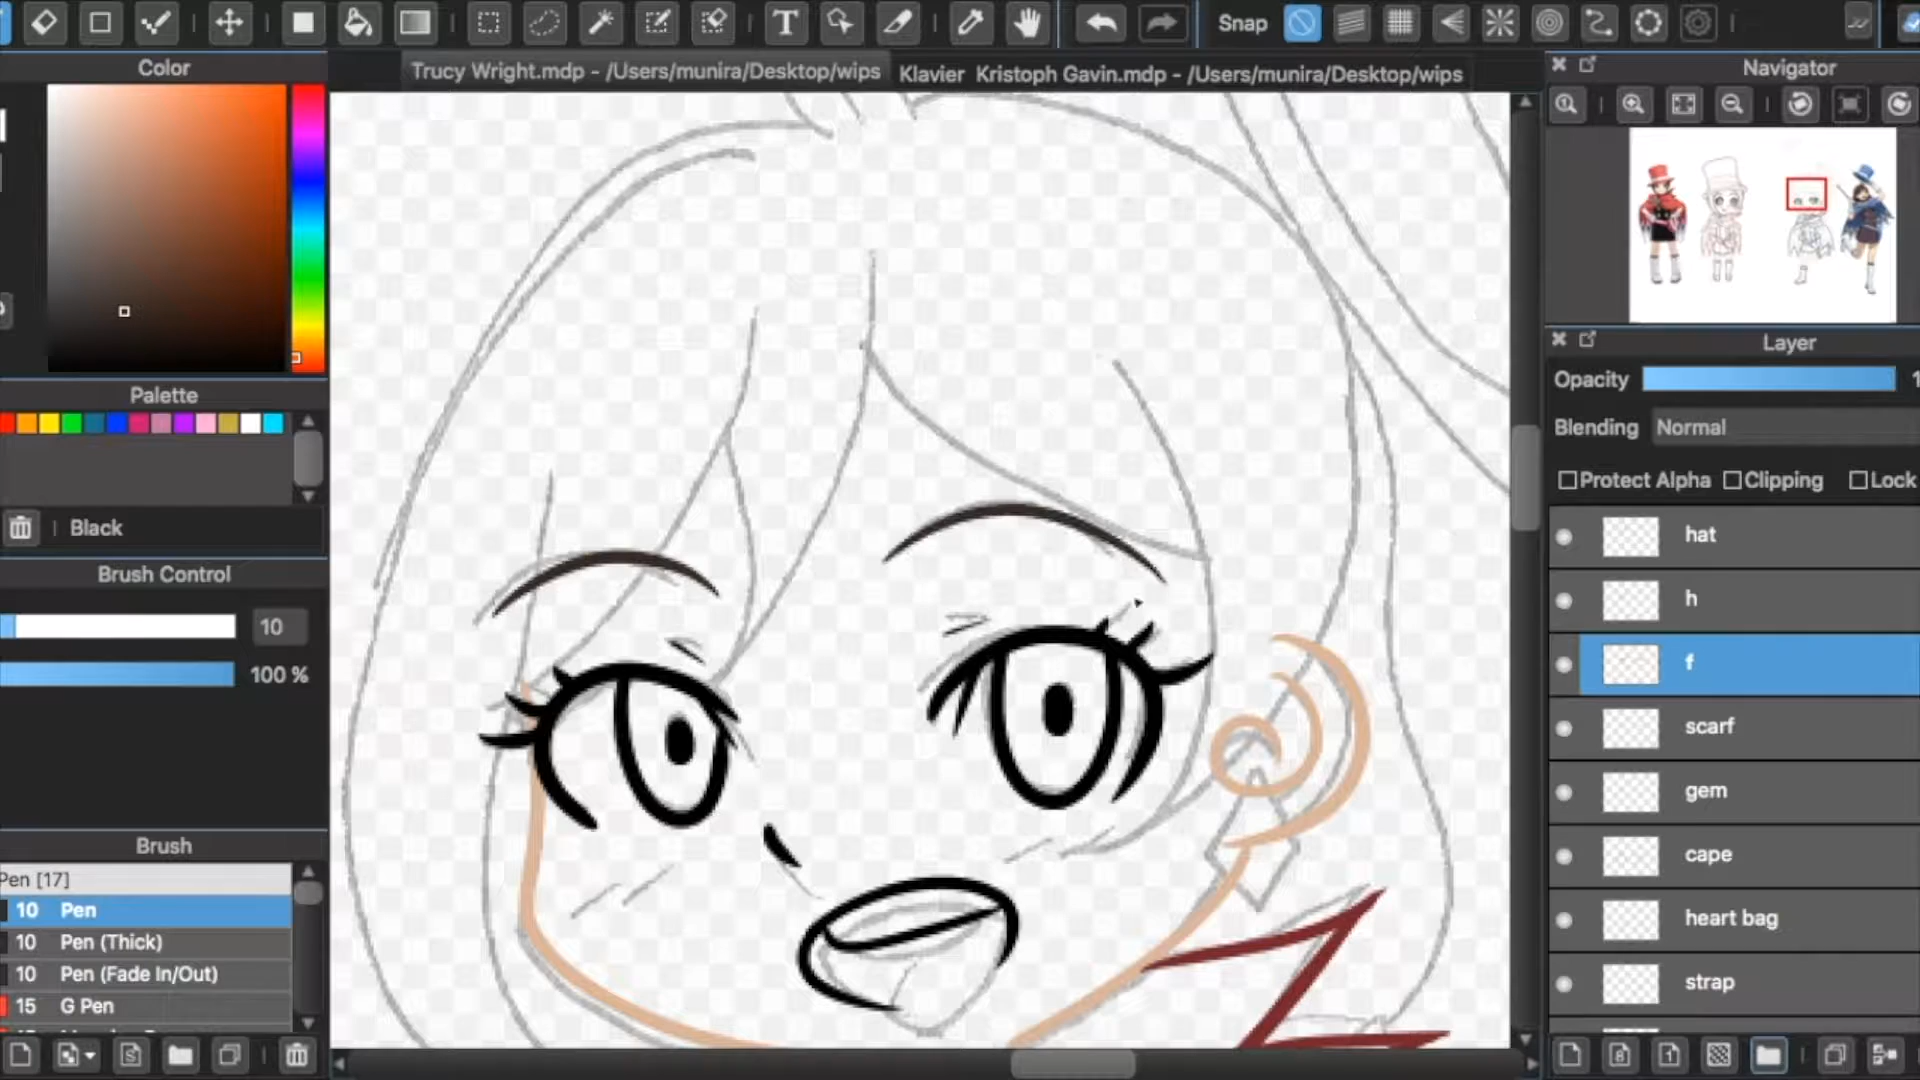 T
Snap
Color
Trucy Wright.mdp - /Users/munira/Desktop/wips
Klavier Kristoph Gavin.mdp - /Users/munira/Desktop/wips
Navigator
Layer
Opacity
Blending Normal
Protect Alpha Clipping Lock
hat
h
f
scarf
gem
cape
heart bag
strap
Palette
Black
Brush Control
10
100 %
Brush
Pen [17]
10 Pen
10 Pen (Thick)
10 Pen (Fade In/Out)
15 G Pen